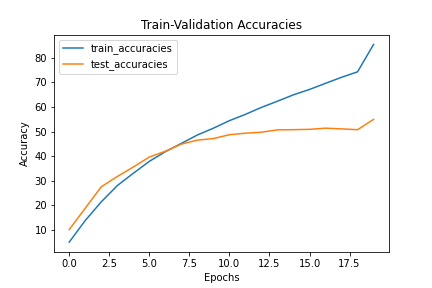 Train-Validation Accuracies
train_accuracies
test_accuracies
80
70
60
50
40
30
20
10
Accuracy
0.0 2.5 5.0 7.5 10.0 12.5 15.0 17.5
Epochs